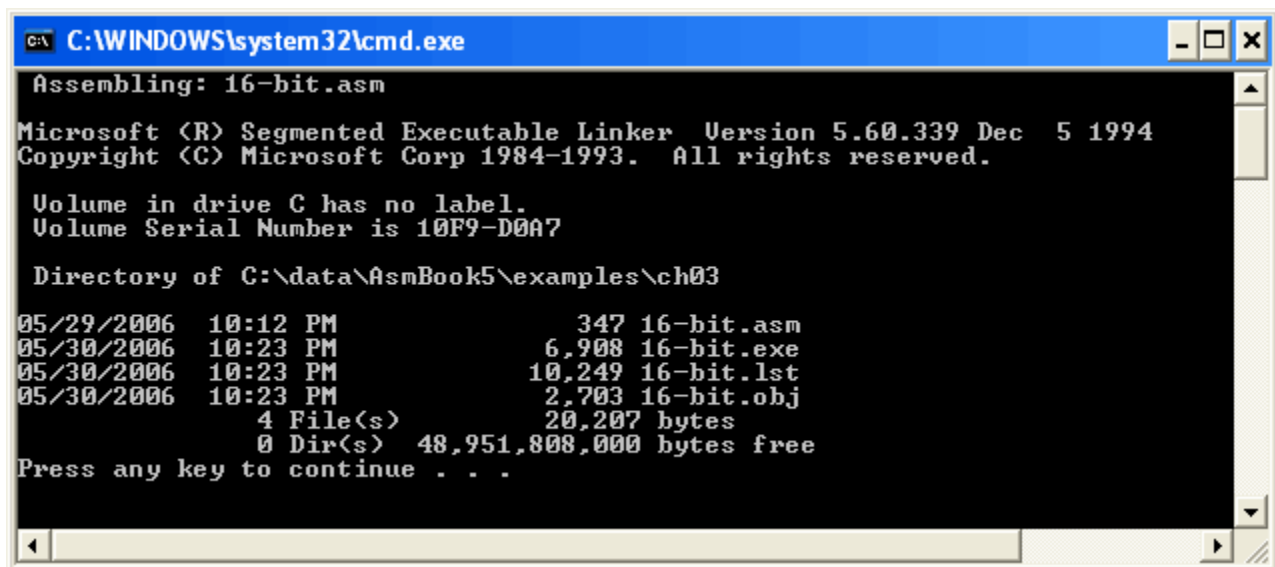 C:\WINDOWS\system32\cmd.exe
Assembling: 16-bit.asm
Microsoft (R) Segmented Executable Linker  Version 5.60.339 Dec  5 1994
Copyright (C) Microsoft Corp 1984-1993.  All rights reserved.
Volume in drive C has no label.
Volume Serial Number is 10F9-D0A7
Directory of C:\data\AsmBook5\examples\ch03
05/29/2006  10:12 PM               347 16-bit.asm
05/30/2006  10:23 PM             6,908 16-bit.exe
05/30/2006  10:23 PM            10,249 16-bit.lst
05/30/2006  10:23 PM             2,703 16-bit.obj
4 File(s)         20,207 bytes
0 Dir(s)  48,951,808,000 bytes free
Press any key to continue . . .